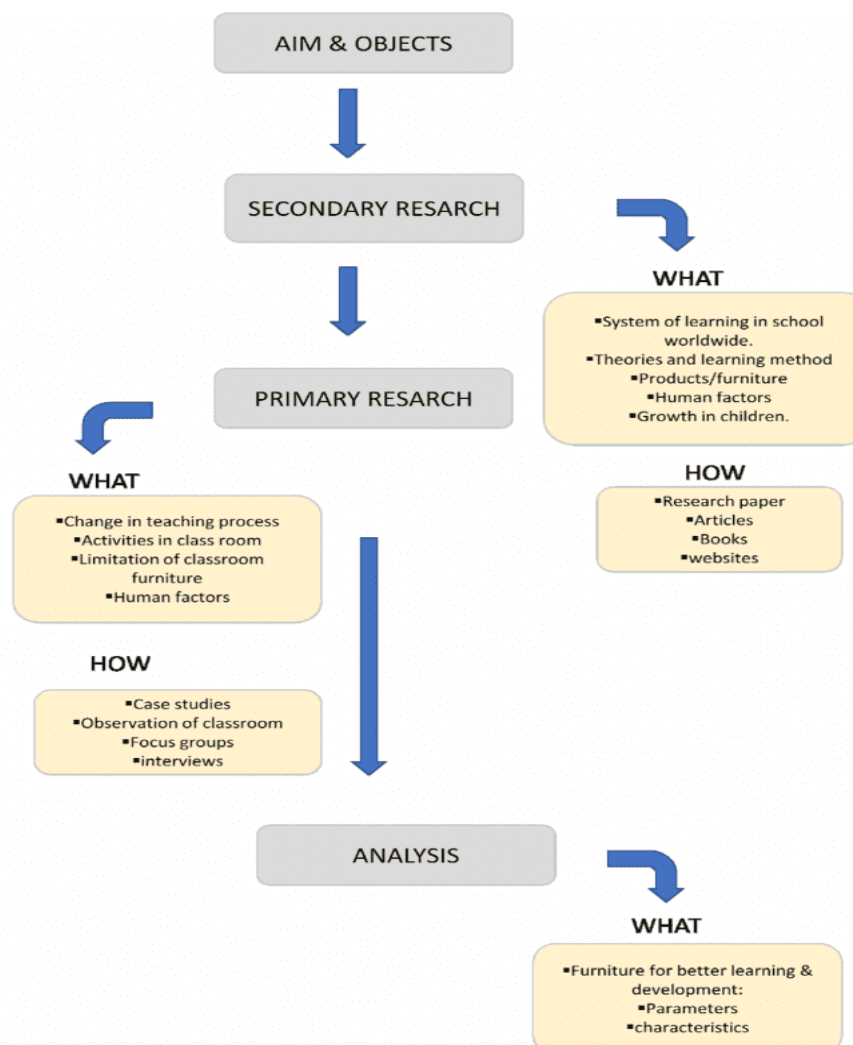 AIM & OBJECTS
SECONDARY RESARCH
WHAT
▪System of learning in school
worldwide.
▪Theories and learning method
▪Products/furniture
▪Human factors
▪Growth in children.
HOW
▪Research paper
▪Articles
▪Books
▪websites
PRIMARY RESARCH
WHAT
▪Change in teaching process
▪Activities in class room
▪Limitation of classroom
furniture
▪Human factors
HOW
▪Case studies
▪Observation of classroom
▪Focus groups
▪interviews
ANALYSIS
WHAT
▪Furniture for better learning &
development:
▪Parameters
▪characteristics